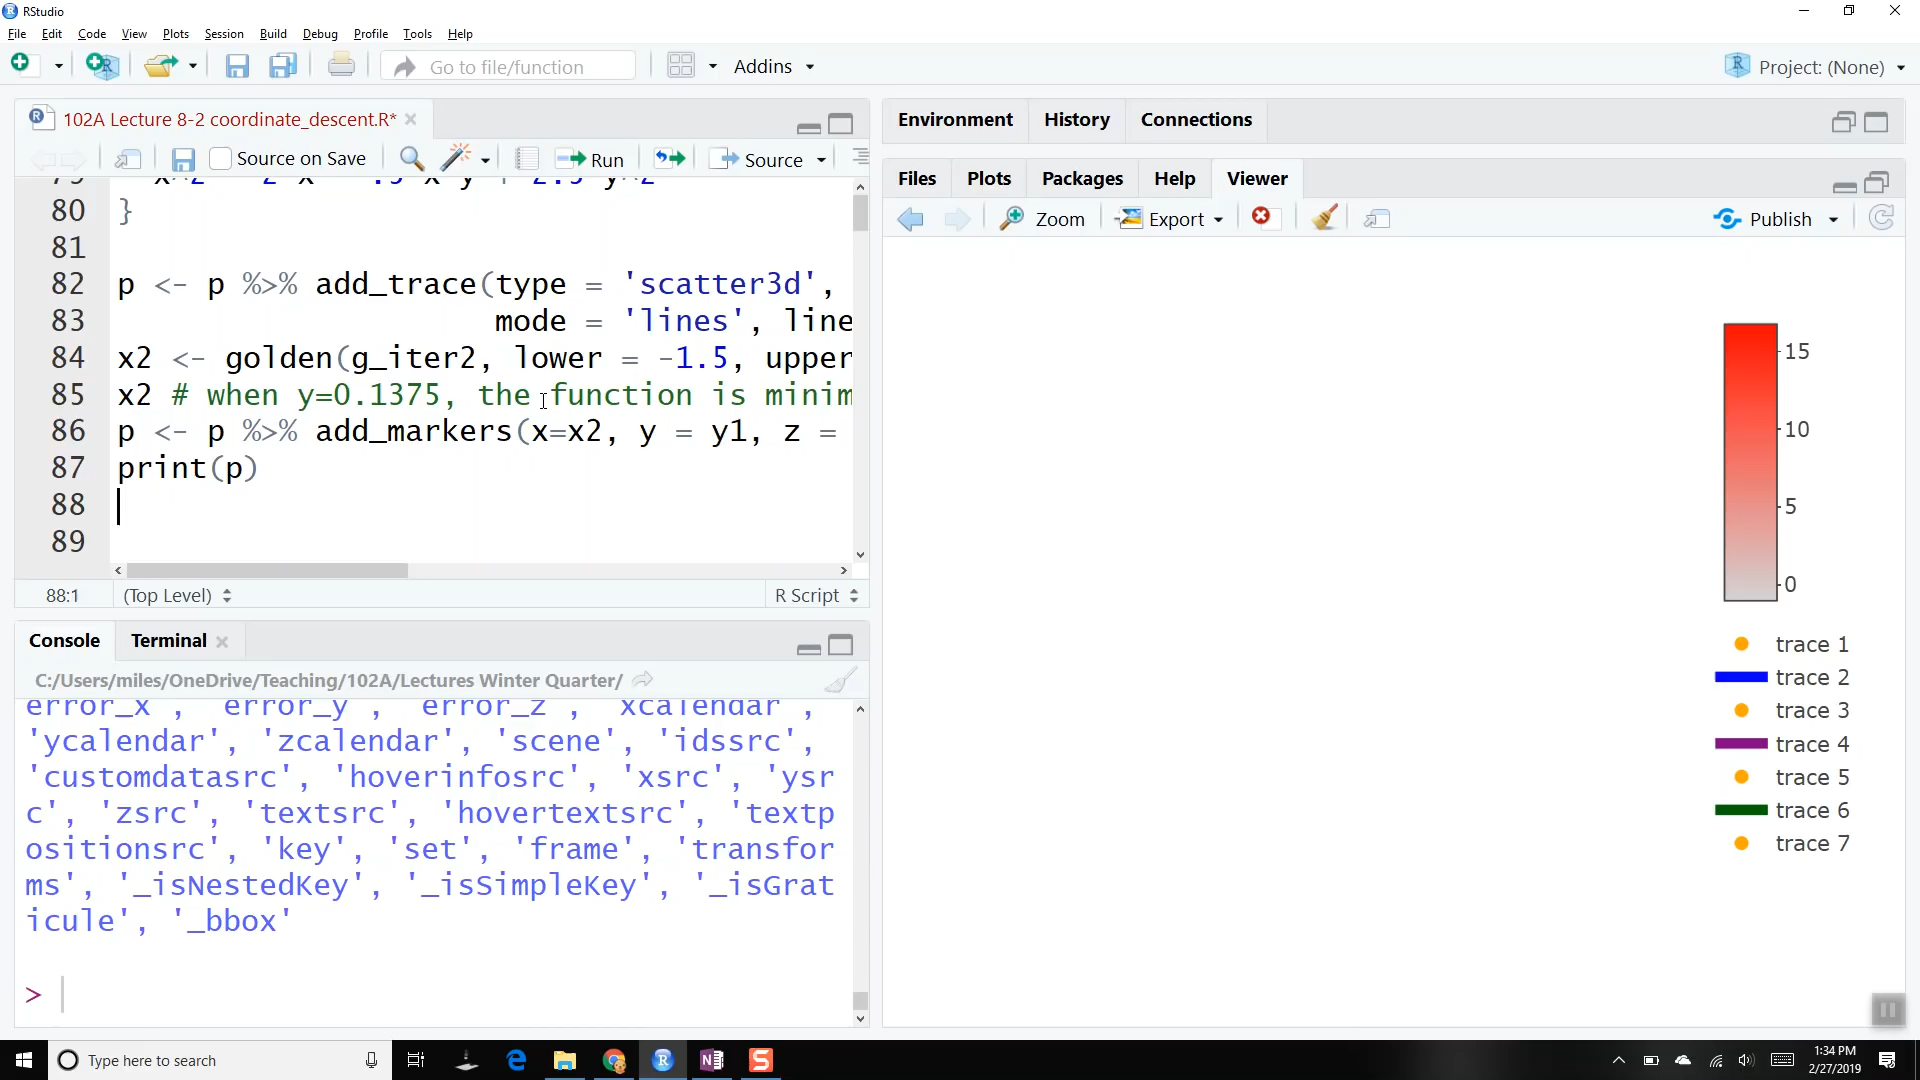 RStudio
File Edit Code View Plots Session Build Debug Profile Tools Help
Go to file/function Addins Project: (None)
102A Lecture 8-2 coordinate_descent.R*
Source on Save Run Source
80 }
81
82 p <- p %>% add_trace(type = 'scatter3d',
83 mode = 'lines', line
84 x2 <- golden(g_iter2, lower = -1.5, upper
85 x2 # when y=0.1375, the function is minim
86 p <- p %>% add_markers(x=x2, y = y1, z =
87 print(p)
88
89
88:1 (Top Level) R Script
Console Terminal
C:/Users/miles/OneDrive/Teaching/102A/Lectures Winter Quarter/
error_x', 'error_y', 'error_z', 'xcalendar',
'ycalendar', 'zcalendar', 'scene', 'idssrc',
'customdatasrc', 'hoverinfosrc', 'xsrc', 'ysr
c', 'zsrc', 'textsrc', 'hovertextsrc', 'textp
ositionsrc', 'key', 'set', 'frame', 'transfor
ms', '_isNestedKey', '_isSimpleKey', '_isGrat
icule', '_bbox'
>
Environment History Connections
Files Plots Packages Help Viewer
Zoom Export Publish
15
10
5
0
trace 1
trace 2
trace 3
trace 4
trace 5
trace 6
trace 7
Type here to search
1:34 PM
2/27/2019